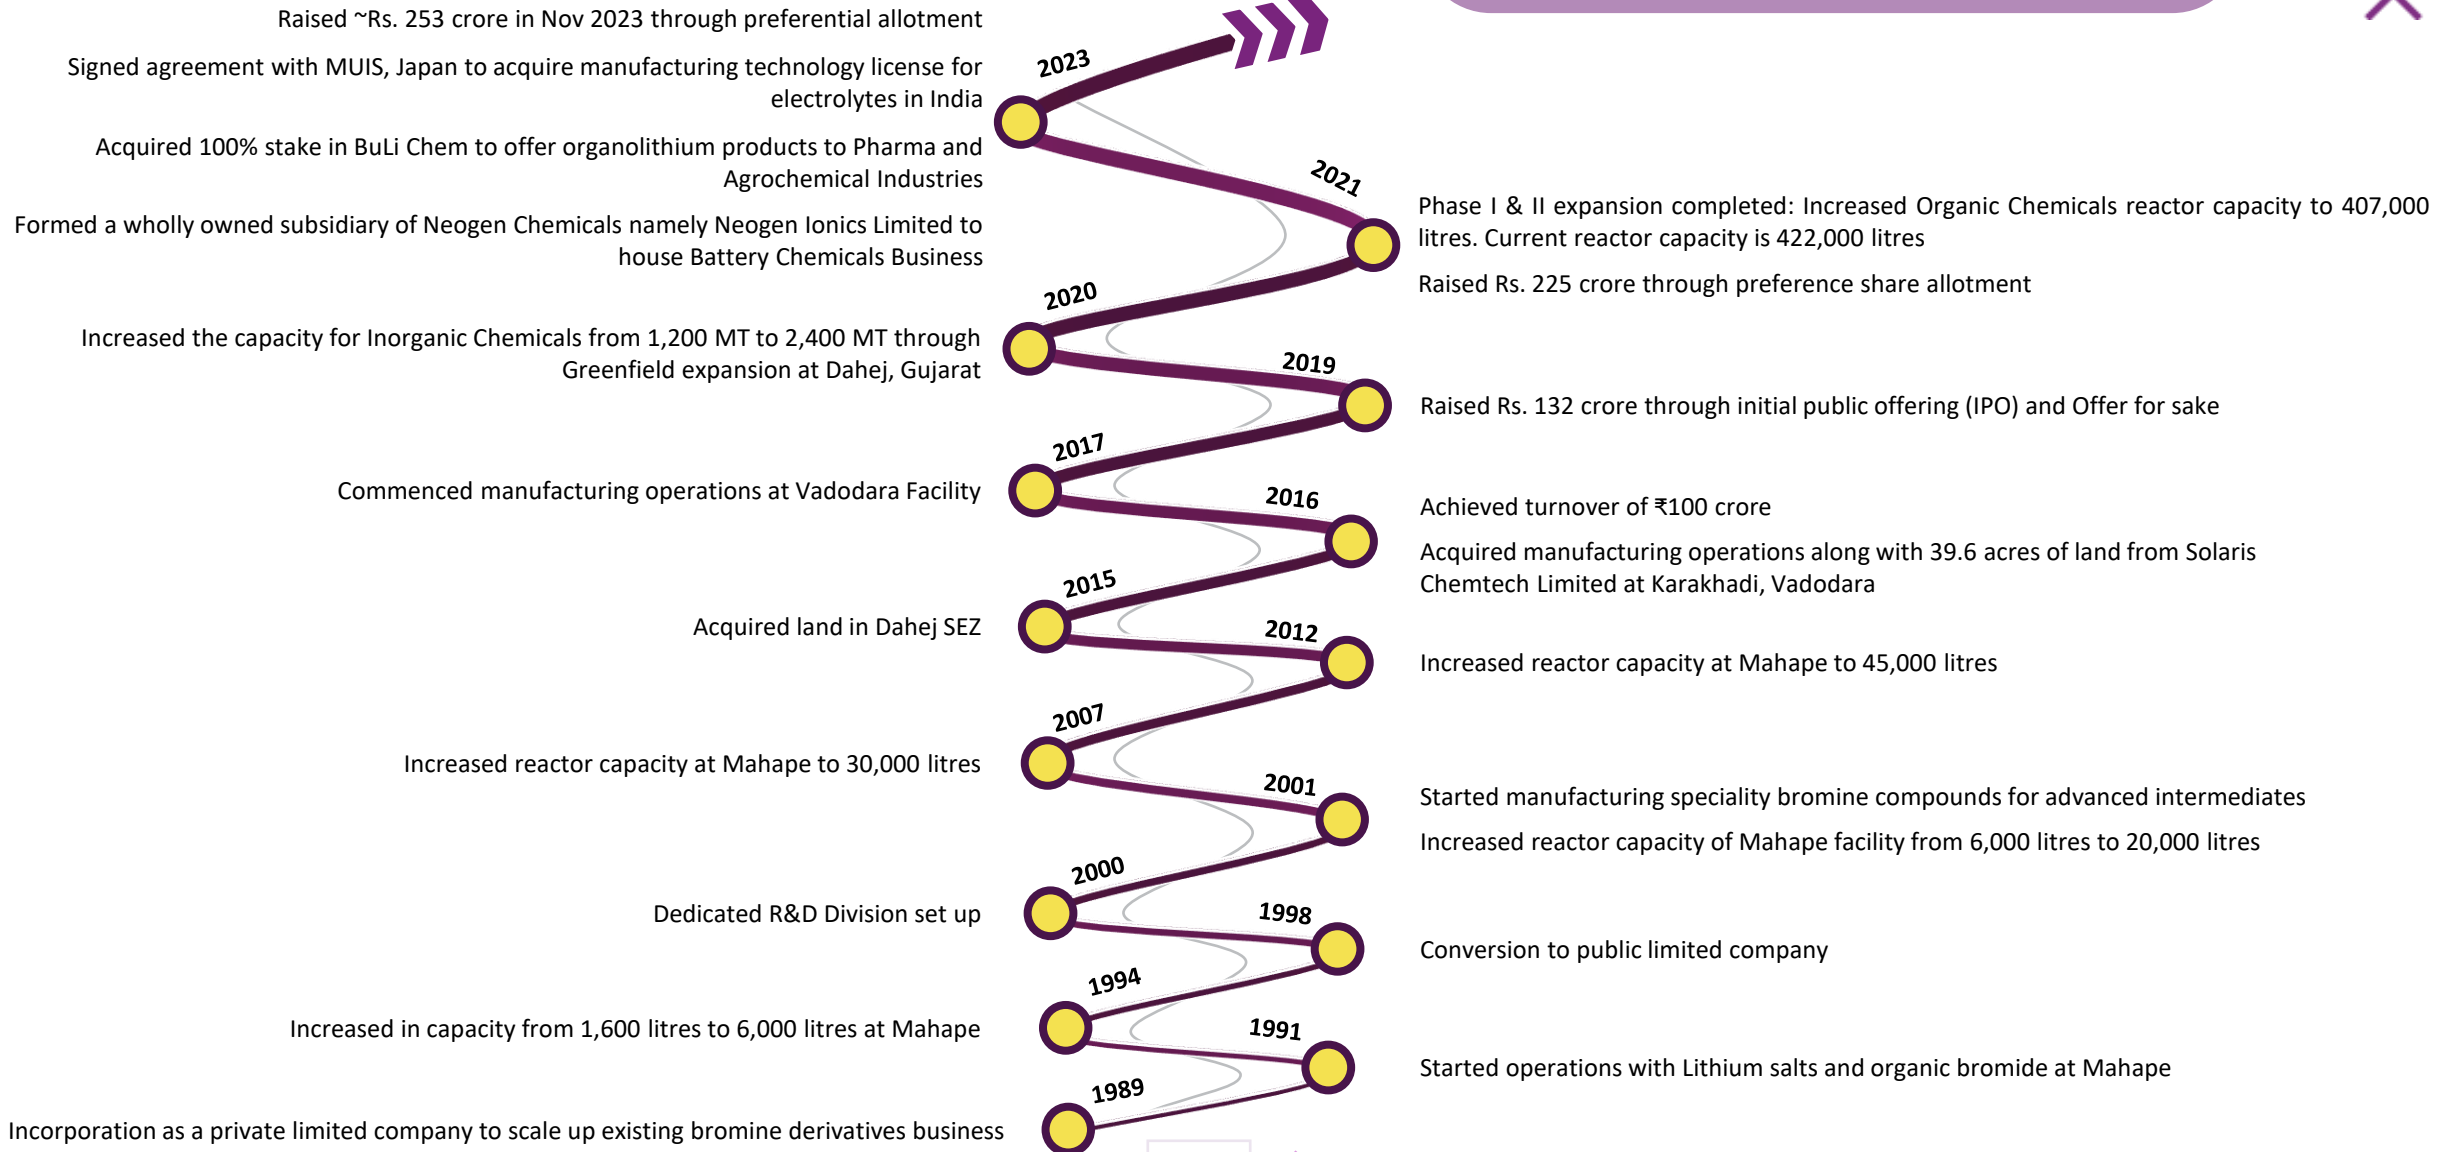 Raised ~Rs. 253 crore in Nov 2023 through preferential allotment
2023
Signed agreement with MUIS, Japan to acquire manufacturing technology license for
electrolytes in India
Acquired 100% stake in BuLi Chem to offer organolithium products to Pharma and
Agrochemical Industries
Formed a wholly owned subsidiary of Neogen Chemicals namely Neogen Ionics Limited to
house Battery Chemicals Business
2021
Phase I & II expansion completed: Increased Organic Chemicals reactor capacity to 407,000
litres. Current reactor capacity is 422,000 litres
Raised Rs. 225 crore through preference share allotment
2020
Increased the capacity for Inorganic Chemicals from 1,200 MT to 2,400 MT through
Greenfield expansion at Dahej, Gujarat
2019
Raised Rs. 132 crore through initial public offering (IPO) and Offer for sake
2017
Commenced manufacturing operations at Vadodara Facility
2016
Achieved turnover of ₹100 crore
Acquired manufacturing operations along with 39.6 acres of land from Solaris
Chemtech Limited at Karakhadi, Vadodara
2015
Acquired land in Dahej SEZ
2012
Increased reactor capacity at Mahape to 45,000 litres
2007
Increased reactor capacity at Mahape to 30,000 litres
2001
Started manufacturing speciality bromine compounds for advanced intermediates
Increased reactor capacity of Mahape facility from 6,000 litres to 20,000 litres
2000
Dedicated R&D Division set up
1998
Conversion to public limited company
1994
Increased in capacity from 1,600 litres to 6,000 litres at Mahape
1991
Started operations with Lithium salts and organic bromide at Mahape
1989
Incorporation as a private limited company to scale up existing bromine derivatives business